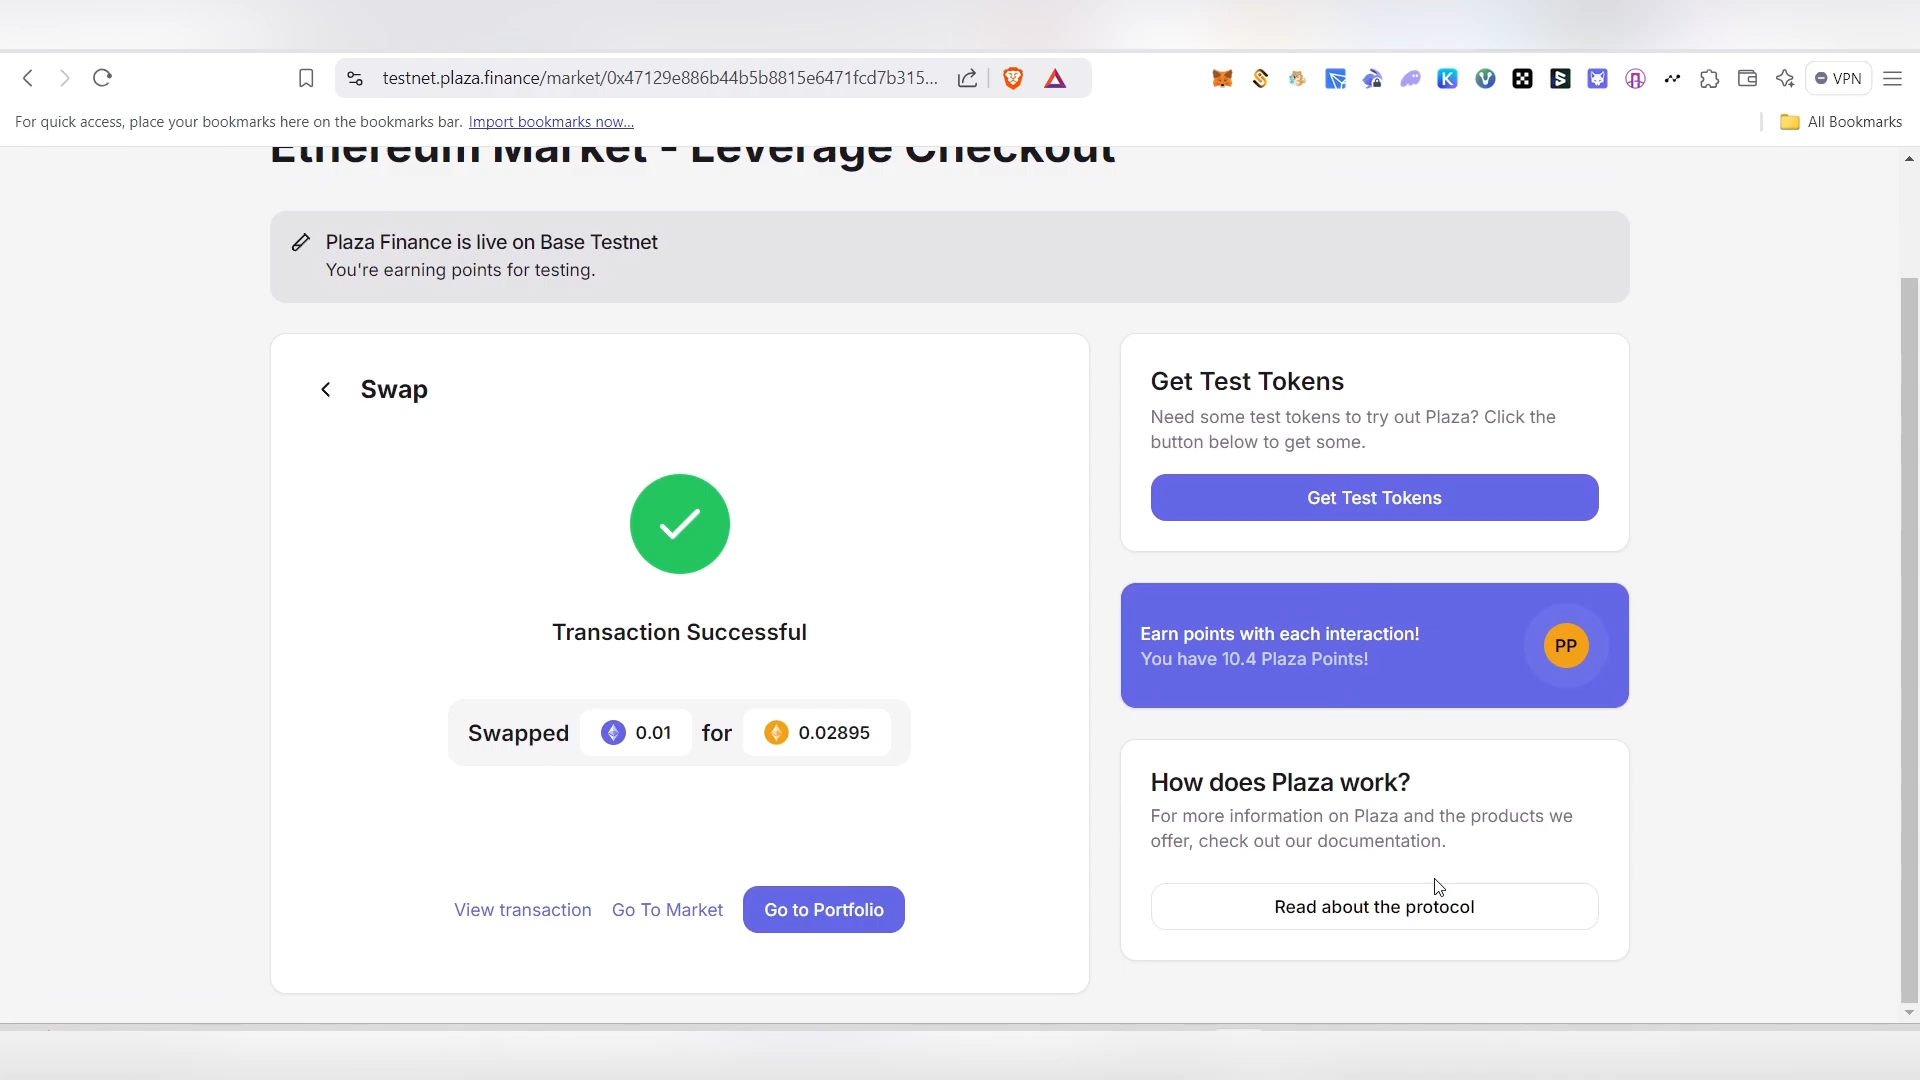 testnet.plaza.finance/market/0x47129e886b44b5b8815e6471fcd7b315...
VPN
For quick access, place your bookmarks here on the bookmarks bar. Import bookmarks now...
All Bookmarks
Ethereum Market - Leverage Checkout
Plaza Finance is live on Base Testnet
You're earning points for testing.
Swap
Transaction Successful
Swapped 0.01 for 0.02895
View transaction Go To Market Go to Portfolio
Get Test Tokens
Need some test tokens to try out Plaza? Click the
button below to get some.
Get Test Tokens
Earn points with each interaction!
You have 10.4 Plaza Points!
PP
How does Plaza work?
For more information on Plaza and the products we
offer, check out our documentation.
Read about the protocol